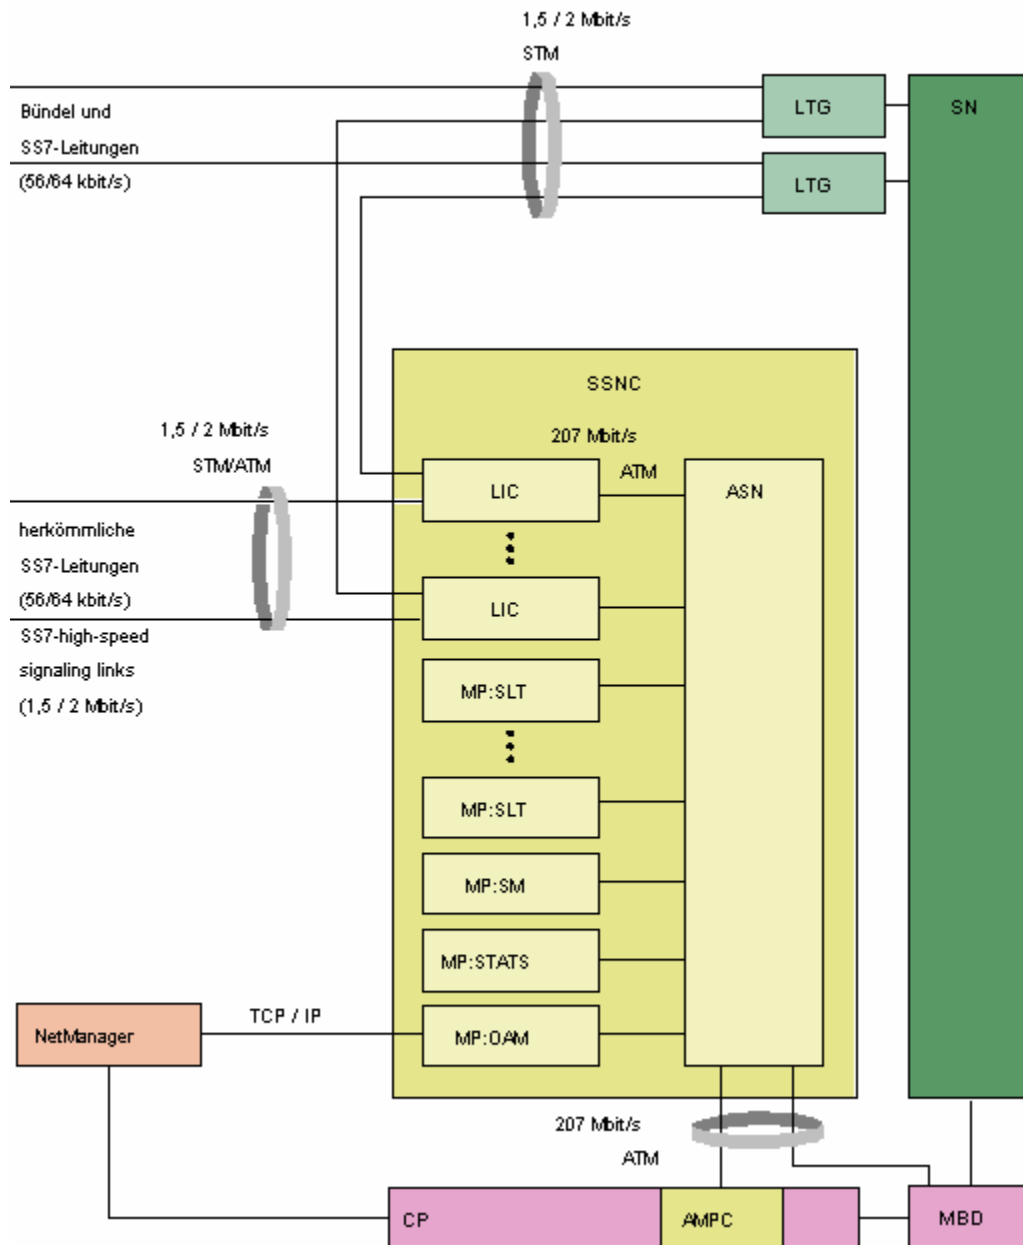 1,5 / 2 Mbit/s
STM
Bündel und
SS7-Leitungen
(56/64 kbit/s)
LTG
LTG
SN
SSNC
1,5 / 2 Mbit/s
STM/ATM
207 Mbit/s
ATM
LIC
ASN
herkömmliche
SS7-Leitungen
(56/64 kbit/s)
SS7-high-speed
signaling links
(1,5 / 2 Mbit/s)
LIC
MP:SLT
MP:SLT
MP:SM
MP:STATS
NetManager
TCP / IP
MP:OAM
207 Mbit/s
ATM
CP
AMPC
MBD